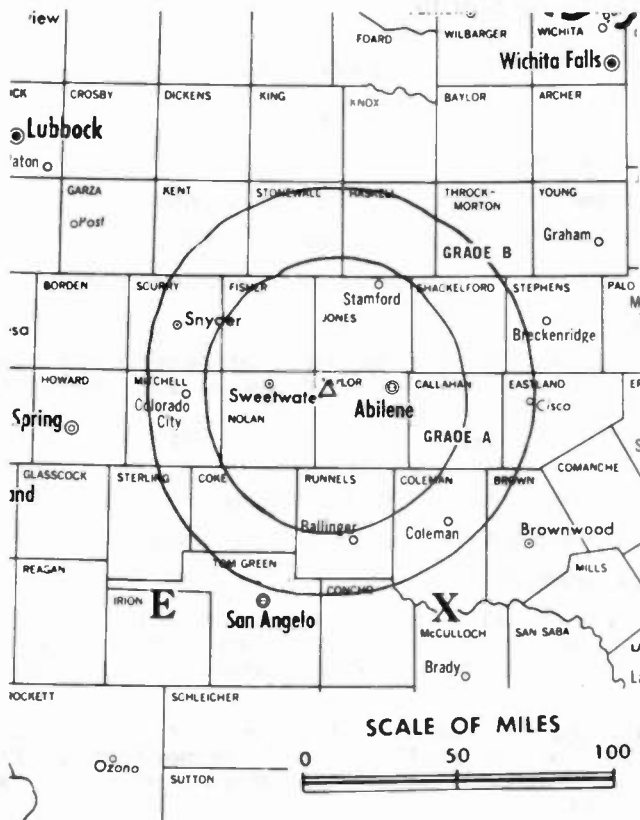 view
FOARD
WILBARGER
WICHITA
Wichita Falls
CROSBY
DICKENS
KING
KNOX
BAYLOR
ARCHER
Lubbock
GARZA
KENT
STONEWALL
HASKELL
THROCK-
MORTON
YOUNG
Post
GRADE B
Graham
BORDEN
SCURRY
FISHER
Stamford
SHACKELFORD
STEPHENS
PALO
Snyder
JONES
Breckenridge
HOWARD
MITCHELL
Colorado
City
Sweetwate
NOLAN
TAYLOR
Abilene
CALLAHAN
EASTLAND
Cisco
Spring
GRADE A
GLASSCOCK
STERLING
COKE
RUNNELS
COLEMAN
BROWN
COMANCHE
Ballinger
Coleman
Brownwood
REAGAN
TOM GREEN
CONCHO
MILLS
IRION
E
San Angelo
X
McCULLOCH
SAN SABA
Brady
SCHLEICHER
SCALE OF MILES
Ozona
SUTTON
0 50 100